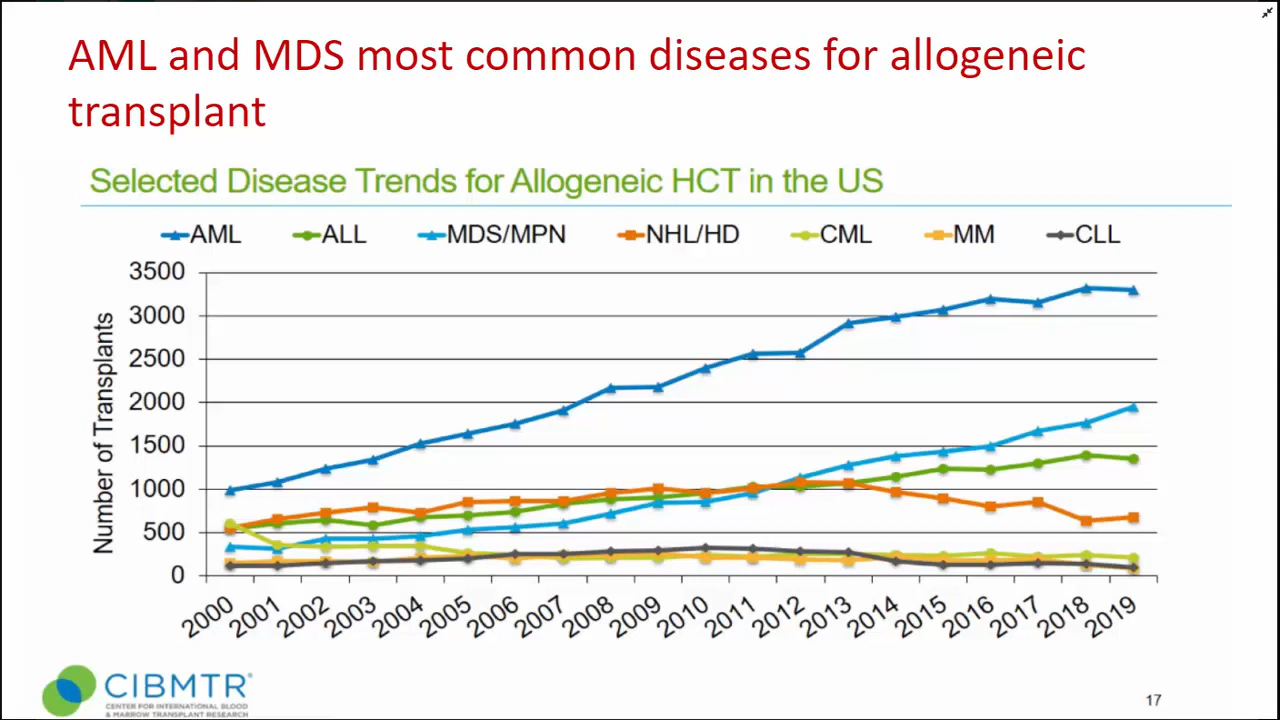 AML and MDS most common diseases for allogeneic
transplant
Selected Disease Trends for Allogeneic HCT in the US
AML ALL MDS/MPN NHL/HD CML MM CLL
Number of Transplants
3500
3000
2500
2000
1500
1000
500
0
2000 2001 2002 2003 2004 2005 2006 2007 2008 2009 2010 2011 2012 2013 2014 2015 2016 2017 2018 2019
CIBMTR®
CENTER FOR INTERNATIONAL BLOOD
& MARROW TRANSPLANT RESEARCH
17